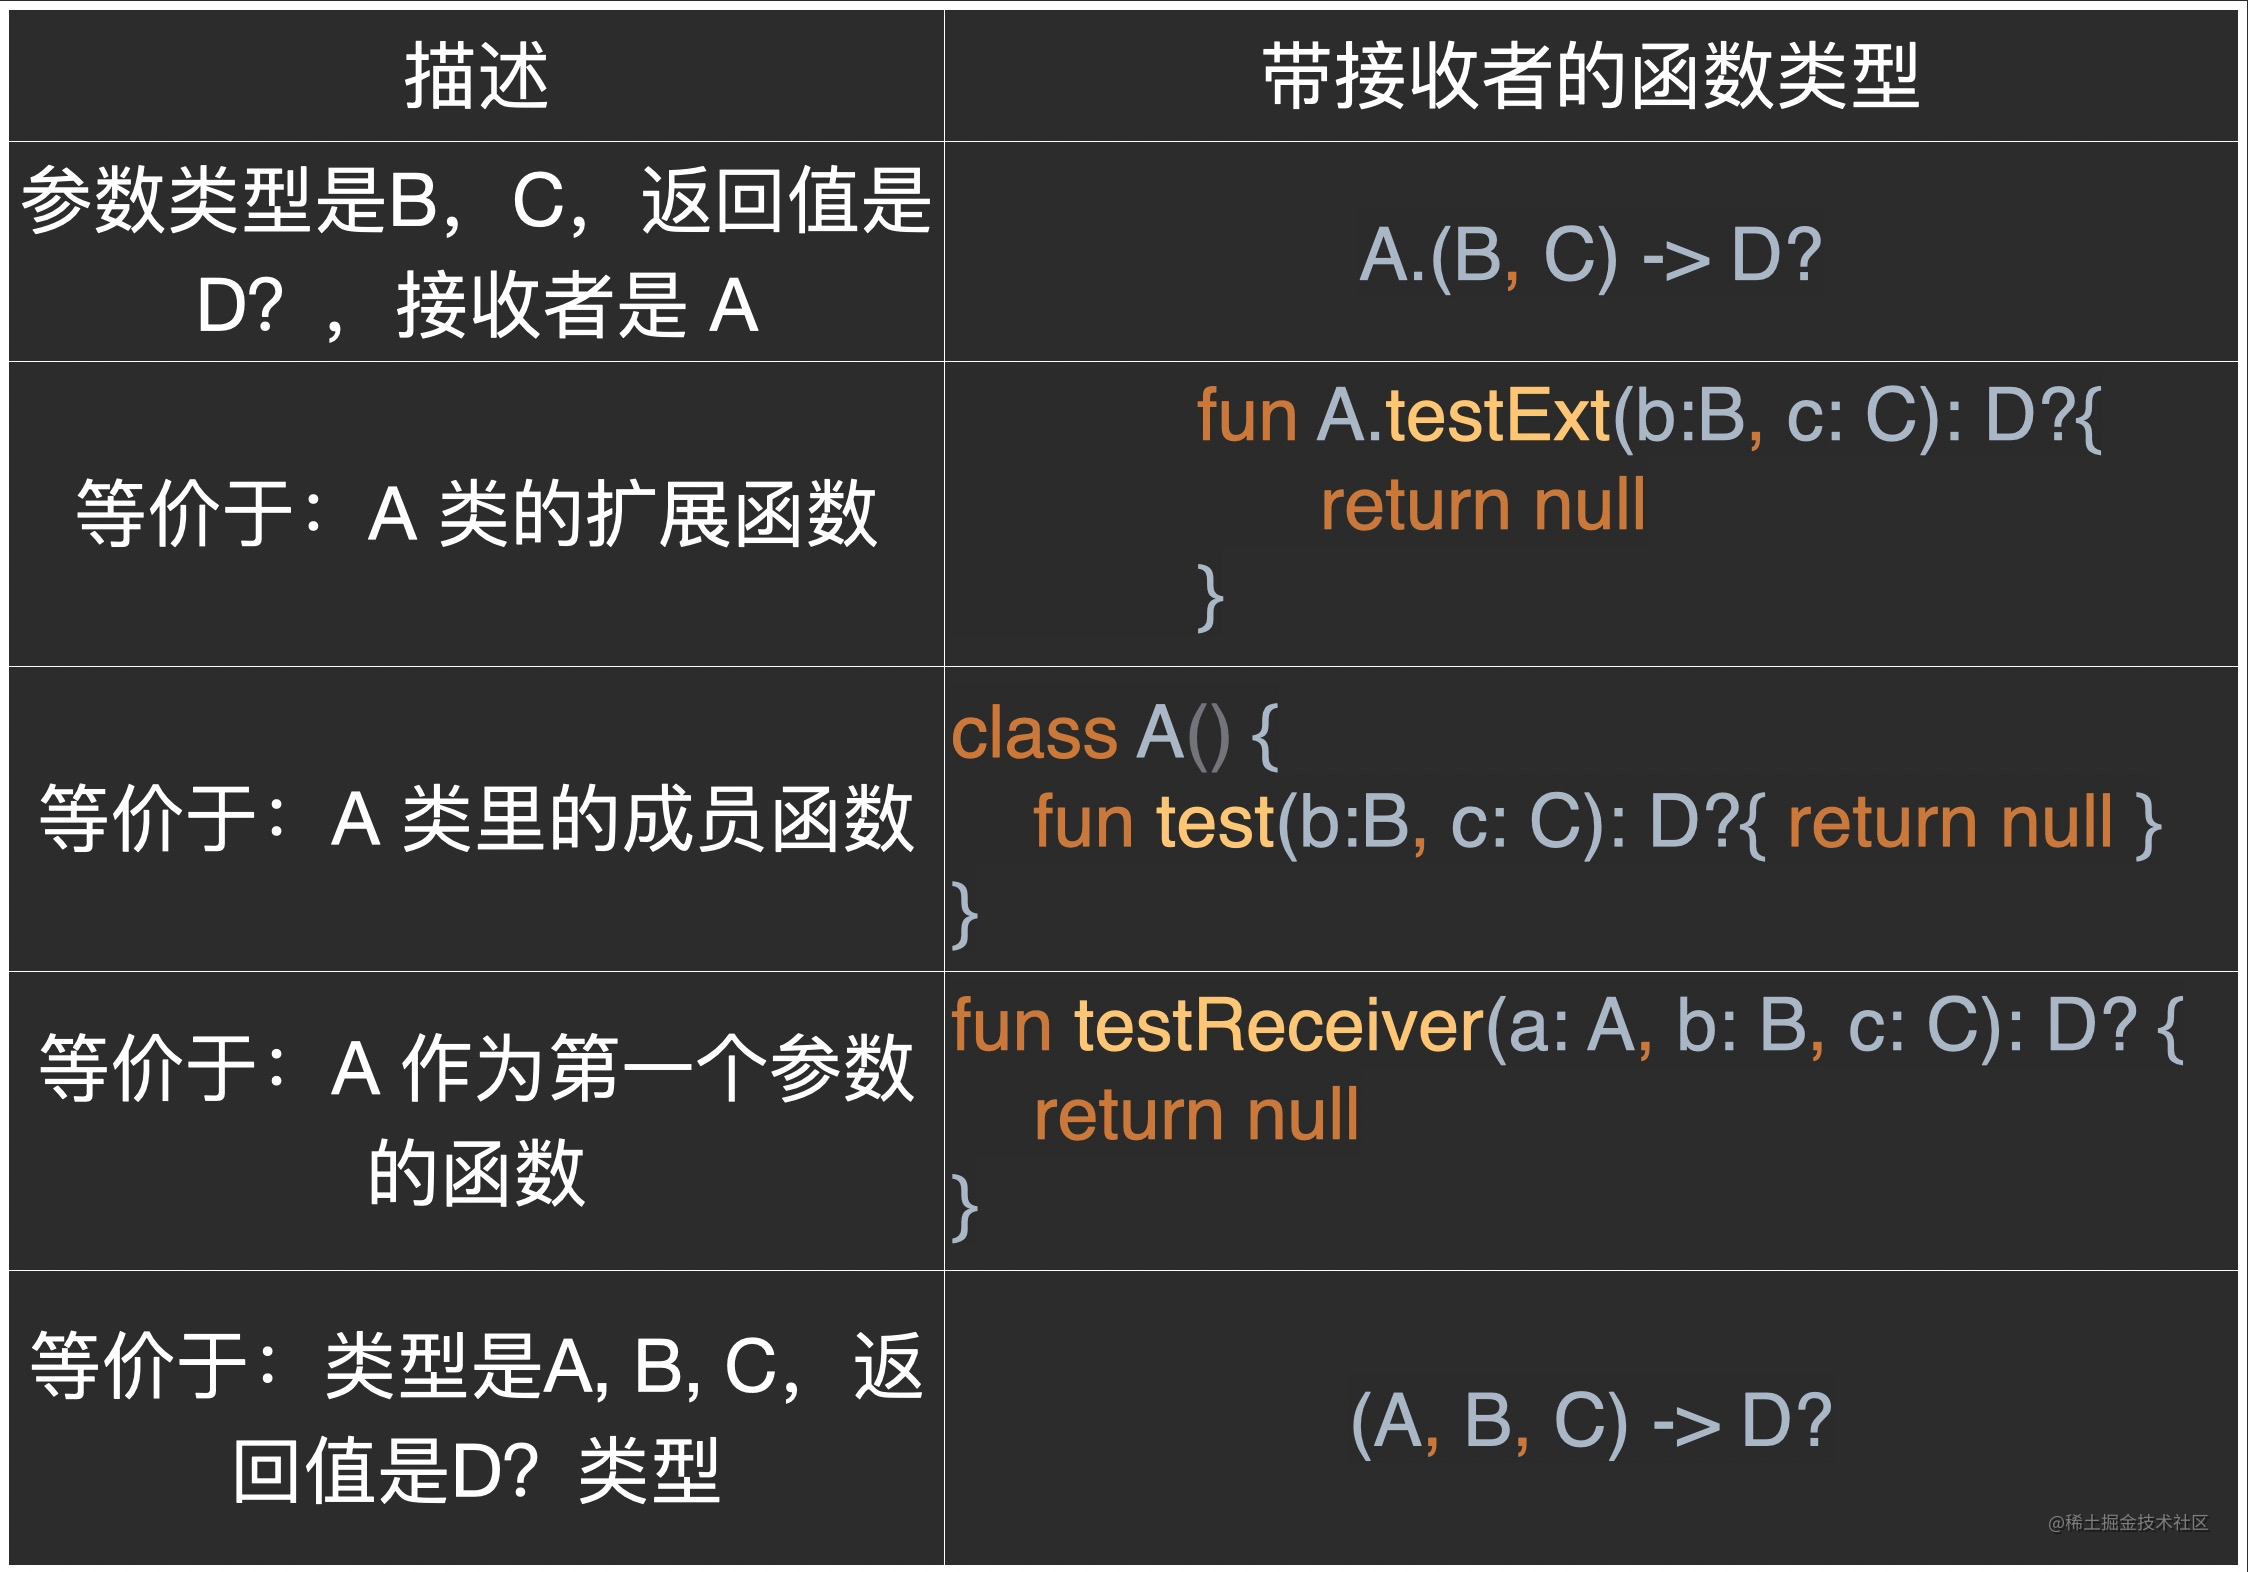 描述
带接收者的函数类型
参数类型是B，C，返回值是
D？，接收者是 A
A.(B, C) -> D?
等价于：A 类的扩展函数
fun A.testExt(b:B, c: C): D?{
return null
}
等价于：A 类里的成员函数
class A() {
fun test(b:B, c: C): D?{ return null }
}
等价于：A 作为第一个参数
的函数
fun testReceiver(a: A, b: B, c: C): D? {
return null
}
等价于：类型是A, B, C，返
回值是D？类型
(A, B, C) -> D?
@稀土掘金技术社区